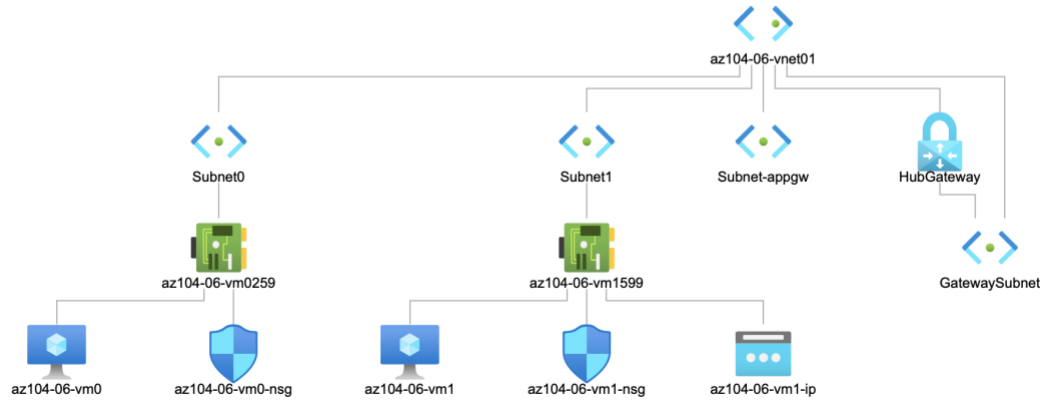 az104-06-vnet01
Subnet0
Subnet1
Subnet-appgw
HubGateway
az104-06-vm0259
az104-06-vm1599
GatewaySubnet
az104-06-vm0
az104-06-vm0-nsg
az104-06-vm1
az104-06-vm1-nsg
az104-06-vm1-ip